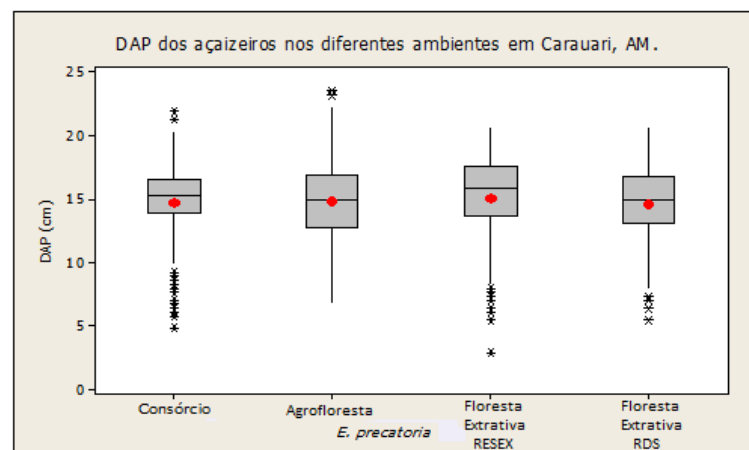 DAP dos açaizeiros nos diferentes ambientes em Carauari, AM.
25
20
15
10
5
0
DAP (cm)
Consórcio
Agrofloresta
Floresta
Extrativa
RESEX
Floresta
Extrativa
RDS
E. precatoria